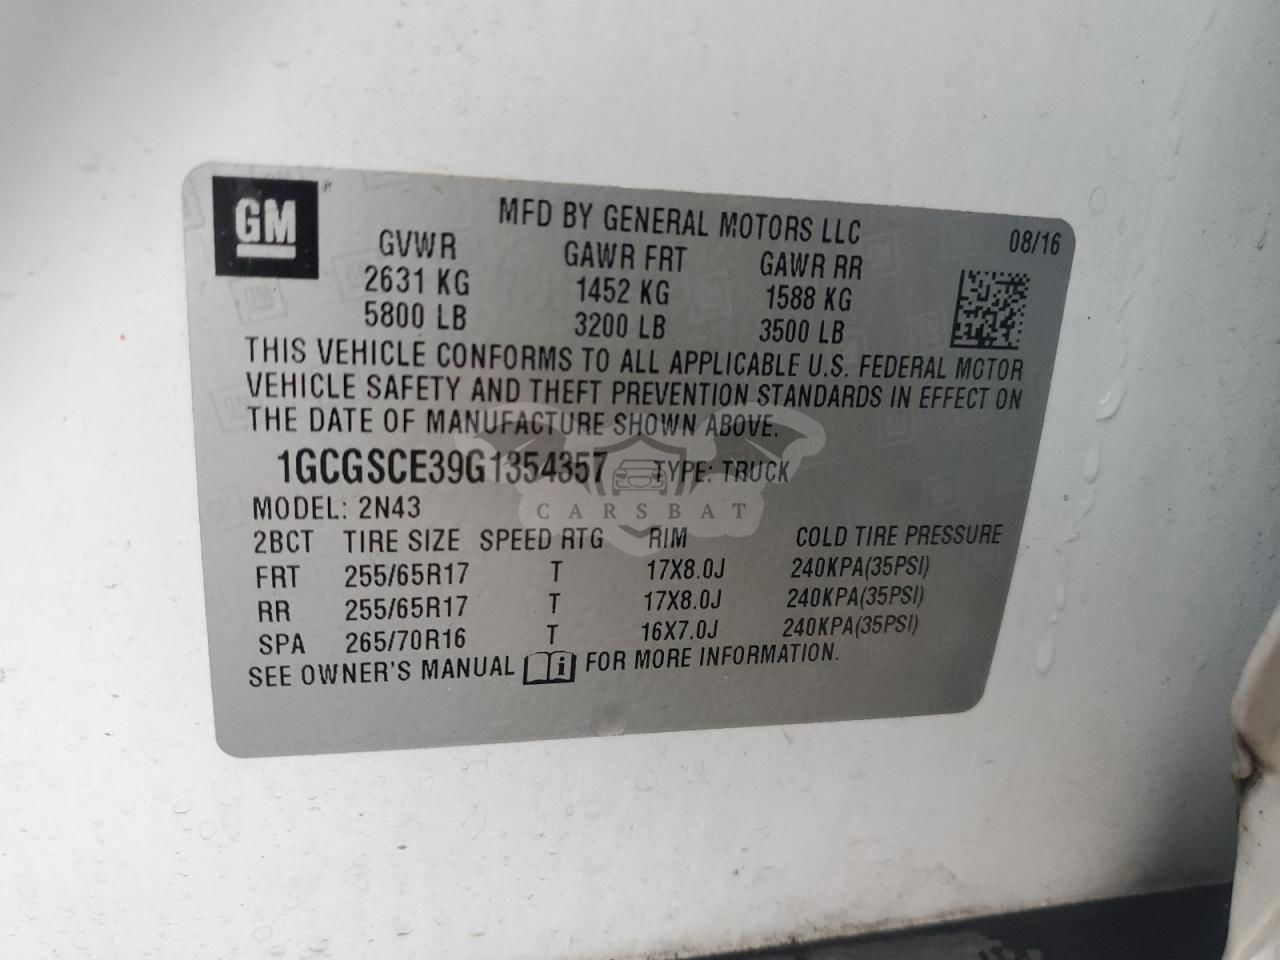 GM
MFD BY GENERAL MOTORS LLC
08/16
GVWR GAWR FRT GAWR RR
2631 KG 1452 KG 1588 KG
5800 LB 3200 LB 3500 LB
THIS VEHICLE CONFORMS TO ALL APPLICABLE U.S. FEDERAL MOTOR
VEHICLE SAFETY AND THEFT PREVENTION STANDARDS IN EFFECT ON
THE DATE OF MANUFACTURE SHOWN ABOVE.
1GCGSCE39G1354357 TYPE: TRUCK
MODEL: 2N43
CARSBAT
2BCT TIRE SIZE SPEED RTG RIM COLD TIRE PRESSURE
FRT 255/65R17 T 17X8.0J 240KPA(35PSI)
RR 255/65R17 T 17X8.0J 240KPA(35PSI)
SPA 265/70R16 T 16X7.0J 240KPA(35PSI)
SEE OWNER'S MANUAL i FOR MORE INFORMATION.